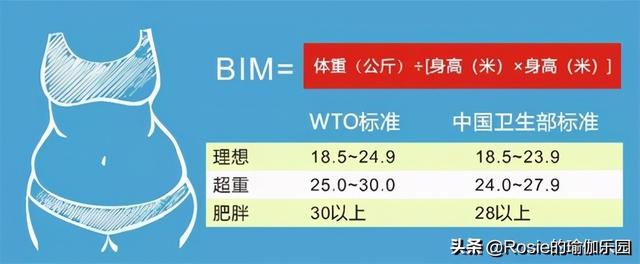 BIM= 体重（公斤）÷[身高（米）×身高（米）]
WTO标准 中国卫生部标准
理想 18.5~24.9 18.5~23.9
超重 25.0~30.0 24.0~27.9
肥胖 30以上 28以上
头条 @Rosie的瑜伽乐园